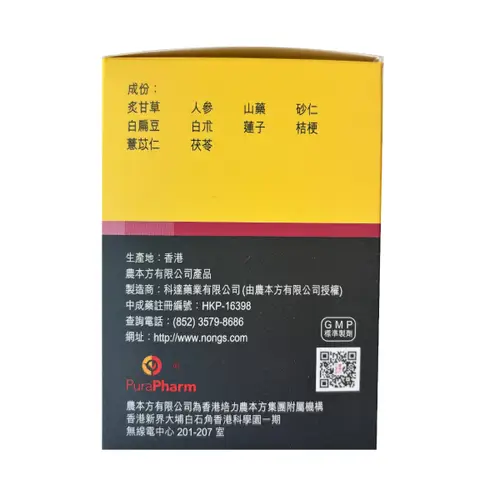 成份：
炙甘草 人參 山藥 砂仁
白扁豆 白朮 蓮子 桔梗
薏苡仁 茯苓
生產地：香港
農本方有限公司產品
製造商：科達藥業有限公司 (由農本方有限公司授權)
中成藥註冊編號：HKP-16398
查詢電話：(852) 3579-8686
網址：http://www.nongs.com
GMP
標準製劑
PuraPharm
農本方有限公司為香港培力農本方集團附屬機構
香港新界大埔白石角香港科學園一期
無線電中心 201-207 室